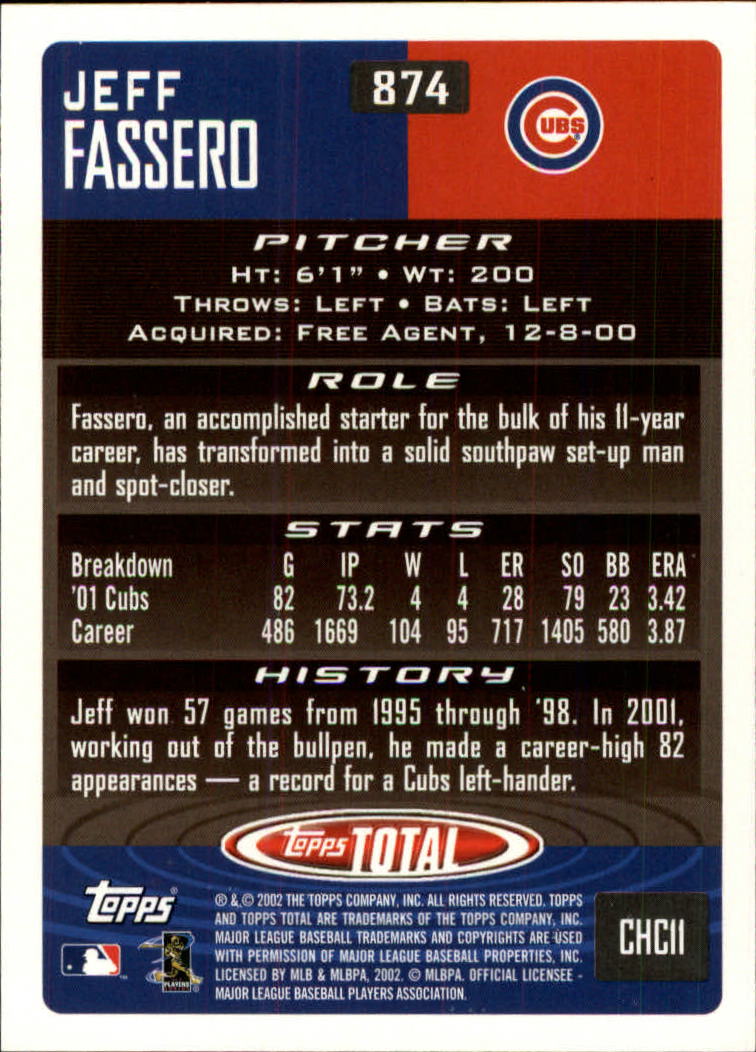 JEFF
FASSERO
874
CUBS
PITCHER
HT: 6'1" • WT: 200
THROWS: LEFT • BATS: LEFT
ACQUIRED: FREE AGENT, 12-8-00
ROLE
Fassero, an accomplished starter for the bulk of his 11-year
career, has transformed into a solid southpaw set-up man
and spot-closer.
STATS
Breakdown G IP W L ER SO BB ERA
'01 Cubs 82 73.2 4 4 28 79 23 3.42
Career 486 1669 104 95 717 1405 580 3.87
HISTORY
Jeff won 57 games from 1995 through '98. In 2001,
working out of the bullpen, he made a career-high 82
appearances — a record for a Cubs left-hander.
topps TOTAL
topps®
® & © 2002 THE TOPPS COMPANY, INC. ALL RIGHTS RESERVED. TOPPS
AND TOPPS TOTAL ARE TRADEMARKS OF THE TOPPS COMPANY, INC.
MAJOR LEAGUE BASEBALL TRADEMARKS AND COPYRIGHTS ARE USED
WITH PERMISSION OF MAJOR LEAGUE BASEBALL PROPERTIES, INC.
LICENSED BY MLB & MLBPA, 2002. © MLBPA. OFFICIAL LICENSEE -
MAJOR LEAGUE BASEBALL PLAYERS ASSOCIATION.
CHC11
PLAYERS